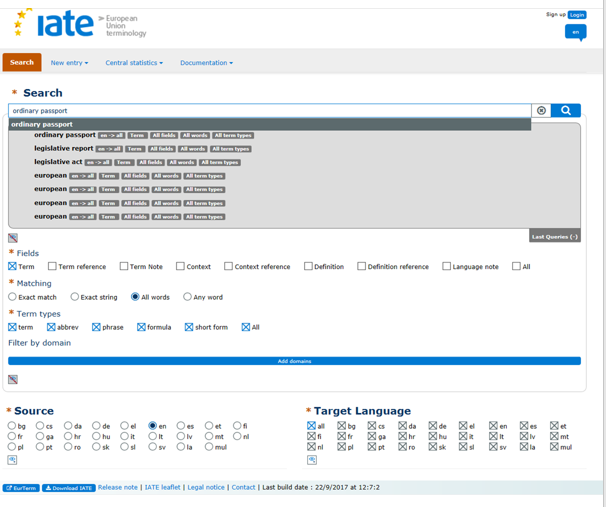 iate European Union terminology
Sign up Login
en
Search New entry Central statistics Documentation
* Search
ordinary passport
ordinary passport
ordinary passport en -> all Term All fields All words All term types
legislative report en -> all Term All fields All words All term types
legislative act en -> all Term All fields All words All term types
european en -> all Term All fields All words All term types
european en -> all Term All fields All words All term types
european en -> all Term All fields All words All term types
european en -> all Term All fields All words All term types
Last Queries (-)
* Fields
Term Term reference Term Note Context Context reference Definition Definition reference Language note All
* Matching
Exact match Exact string All words Any word
* Term types
term abbrev phrase formula short form All
Filter by domain
Add domains
* Source
bg cs da de el en es et fi
fr ga hr hu it lt lv mt nl
pl pt ro sk sl sv la mul
* Target Language
all bg cs da de el en es et
fi fr ga hr hu it lt lv mt
nl pl pt ro sk sl sv la mul
EurTerm Download IATE Release note | IATE leaflet | Legal notice | Contact | Last build date : 22/9/2017 at 12:7:2